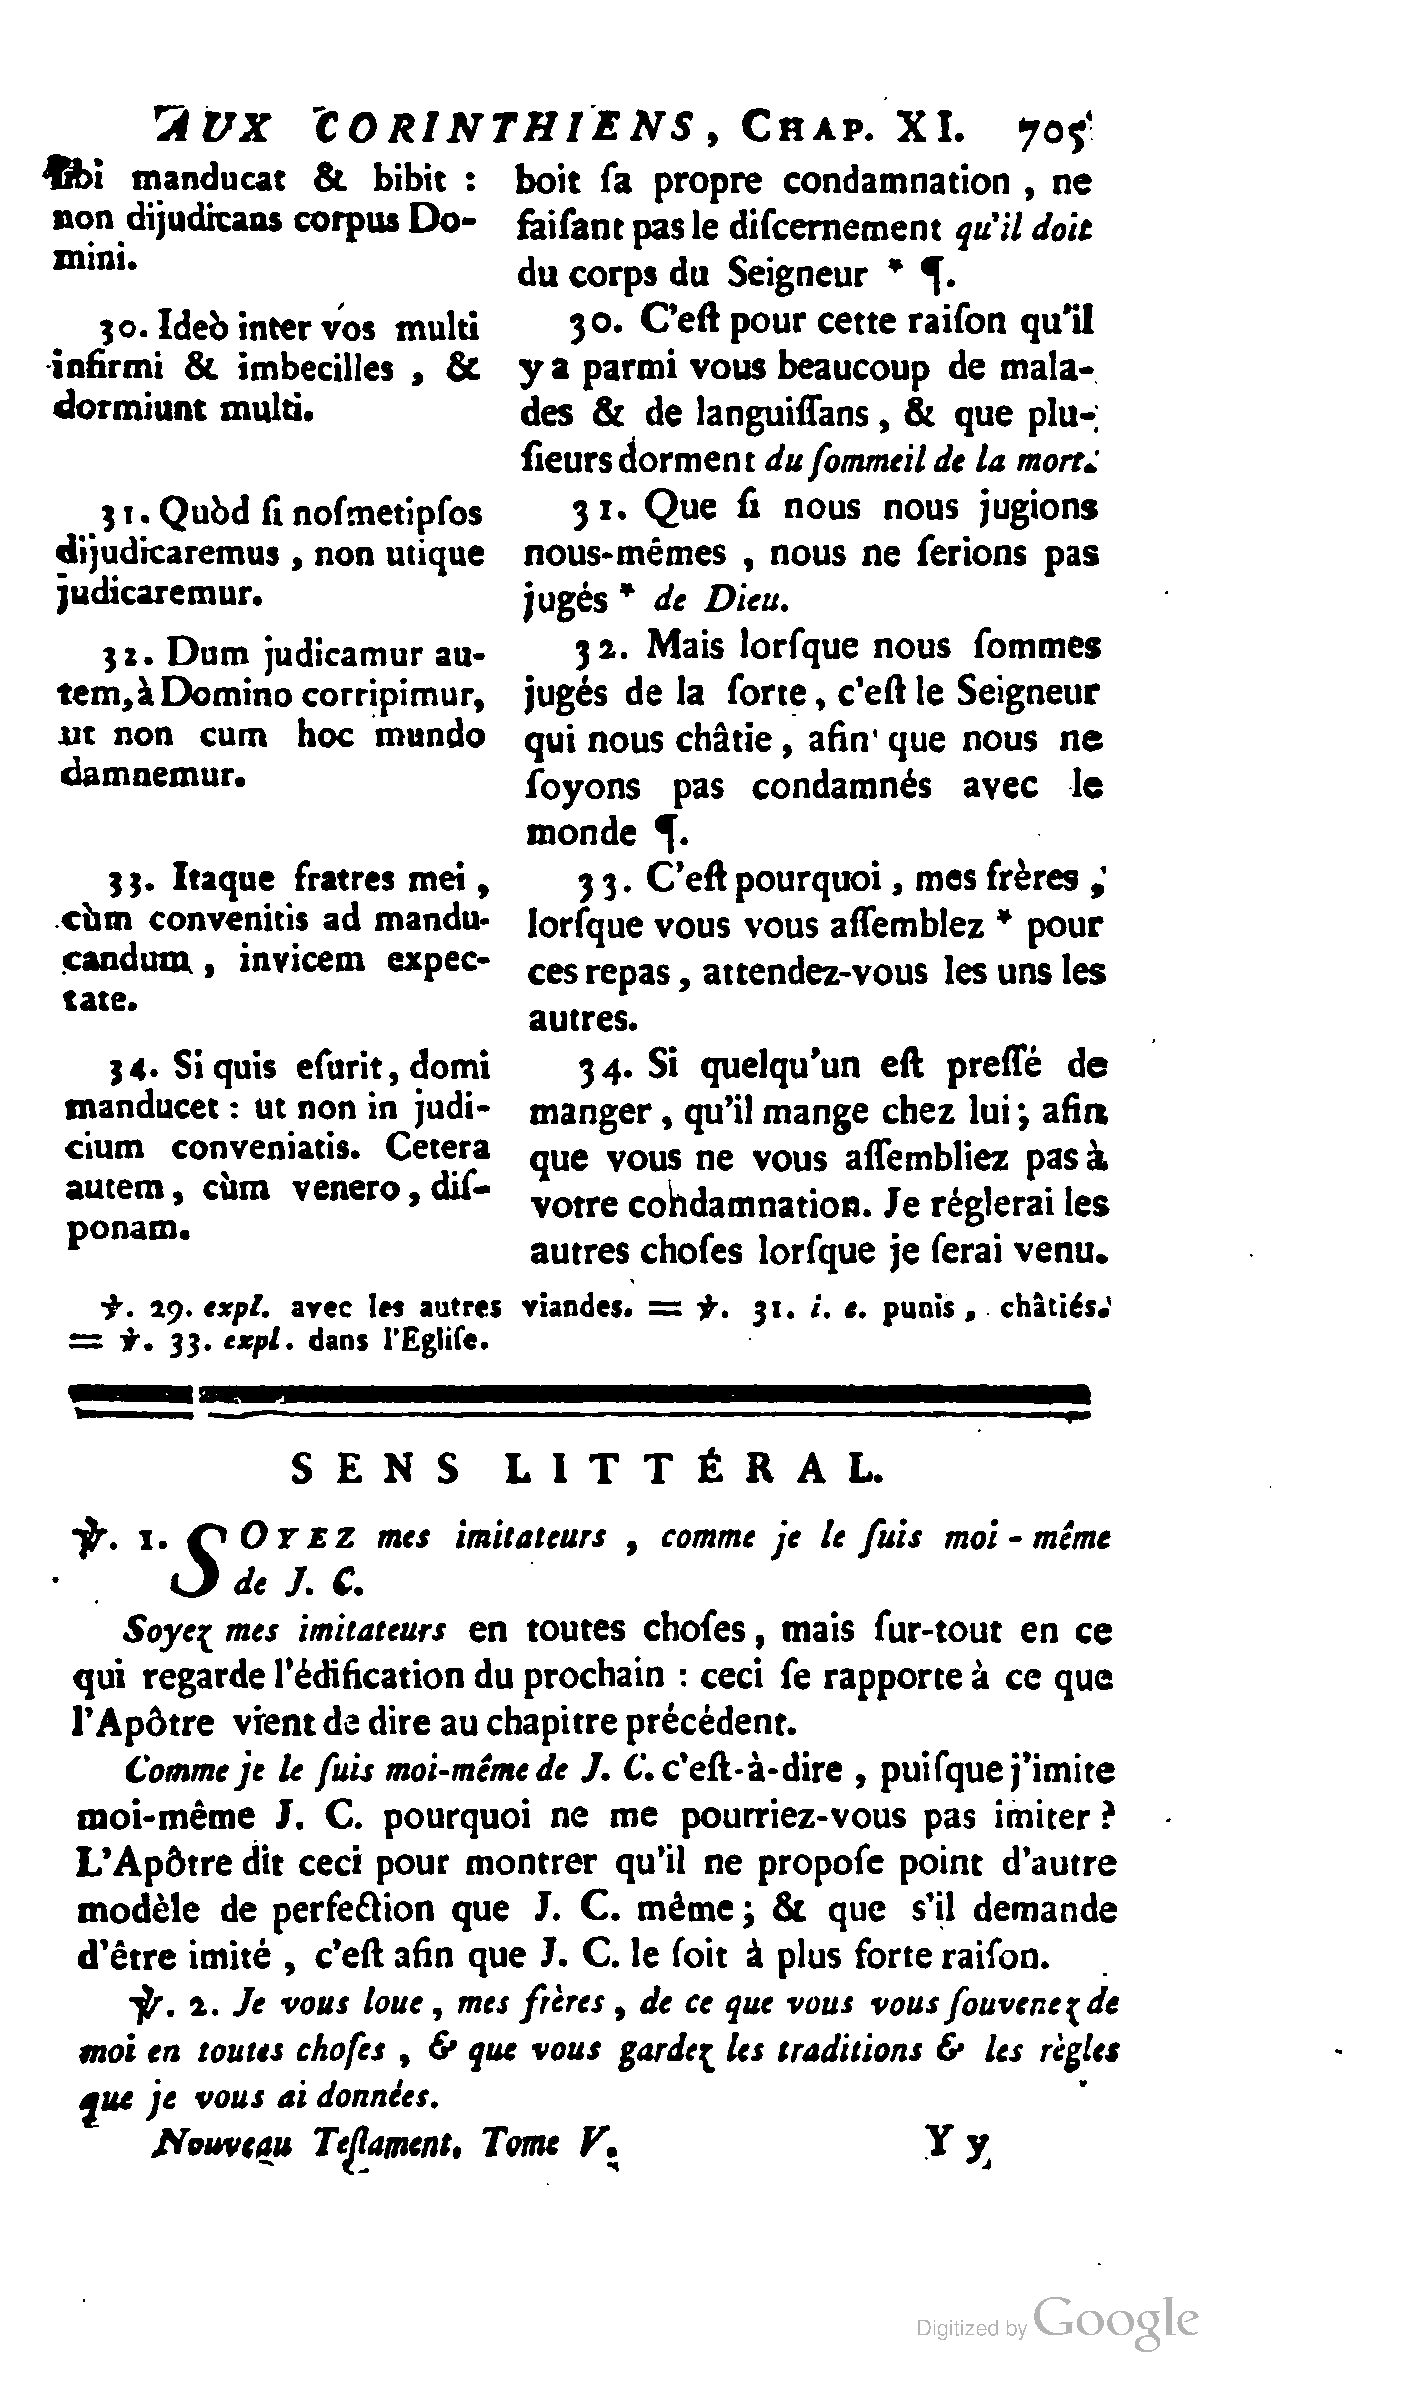 AUX CORINTHIENS, CHAP. XI. 705
sibi manducat & bibit :
non dijudicans corpus Do-
mini.
30. Ideò inter vos multi
infirmi & imbecilles , &
dormiunt multi.
31. Quòd ſi noſmetipſos
dijudicaremus , non utique
judicaremur.
32. Dum judicamur au-
tem, à Domino corripimur,
ut non cum hoc mundo
damnemur.
33. Itaque fratres mei ,
cùm convenitis ad mandu-
candum , invicem expec-
tate.
34. Si quis eſurit, domi
manducet : ut non in judi-
cium conveniatis. Cetera
autem, cùm venero, diſ-
ponam.
boit ſa propre condamnation , ne
faiſant pas le diſcernement qu'il doit
du corps du Seigneur * ¶.
30. C'eſt pour cette raiſon qu'il
y a parmi vous beaucoup de mala-
des & de languiſſans, & que plu-
ſieurs dorment du ſommeil de la mort.
31. Que ſi nous nous jugions
nous-mêmes , nous ne ſerions pas
jugés * de Dieu.
32. Mais lorſque nous ſommes
jugés de la ſorte, c'eſt le Seigneur
qui nous châtie, afin que nous ne
ſoyons pas condamnés avec le
monde ¶.
33. C'eſt pourquoi, mes frères ,
lorſque vous vous aſſemblez * pour
ces repas, attendez-vous les uns les
autres.
34. Si quelqu'un eſt preſſé de
manger, qu'il mange chez lui; afin
que vous ne vous aſſembliez pas à
votre condamnation. Je réglerai les
autres choſes lorſque je ſerai venu.
℣. 29. expl. avec les autres viandes. = ℣. 31. i. e. punis, châtiés.
= ℣. 33. expl. dans l'Egliſe.
SENS LITTÉRAL.
℣. 1. SOYEZ mes imitateurs , comme je le ſuis moi-même
de J. C.
Soyez mes imitateurs en toutes choſes, mais ſur-tout en ce
qui regarde l'édification du prochain : ceci ſe rapporte à ce que
l'Apôtre vient de dire au chapitre précédent.
Comme je le ſuis moi-même de J. C. c'eſt-à-dire , puiſque j'imite
moi-même J. C. pourquoi ne me pourriez-vous pas imiter ?
L'Apôtre dit ceci pour montrer qu'il ne propoſe point d'autre
modèle de perfection que J. C. même; & que s'il demande
d'être imité , c'eſt afin que J. C. le ſoit à plus forte raiſon.
℣. 2. Je vous loue, mes frères, de ce que vous vous ſouvenez de
moi en toutes choſes , & que vous gardez les traditions & les règles
que je vous ai données.
Nouveau Teſtament. Tome V. Y y
Digitized by Google